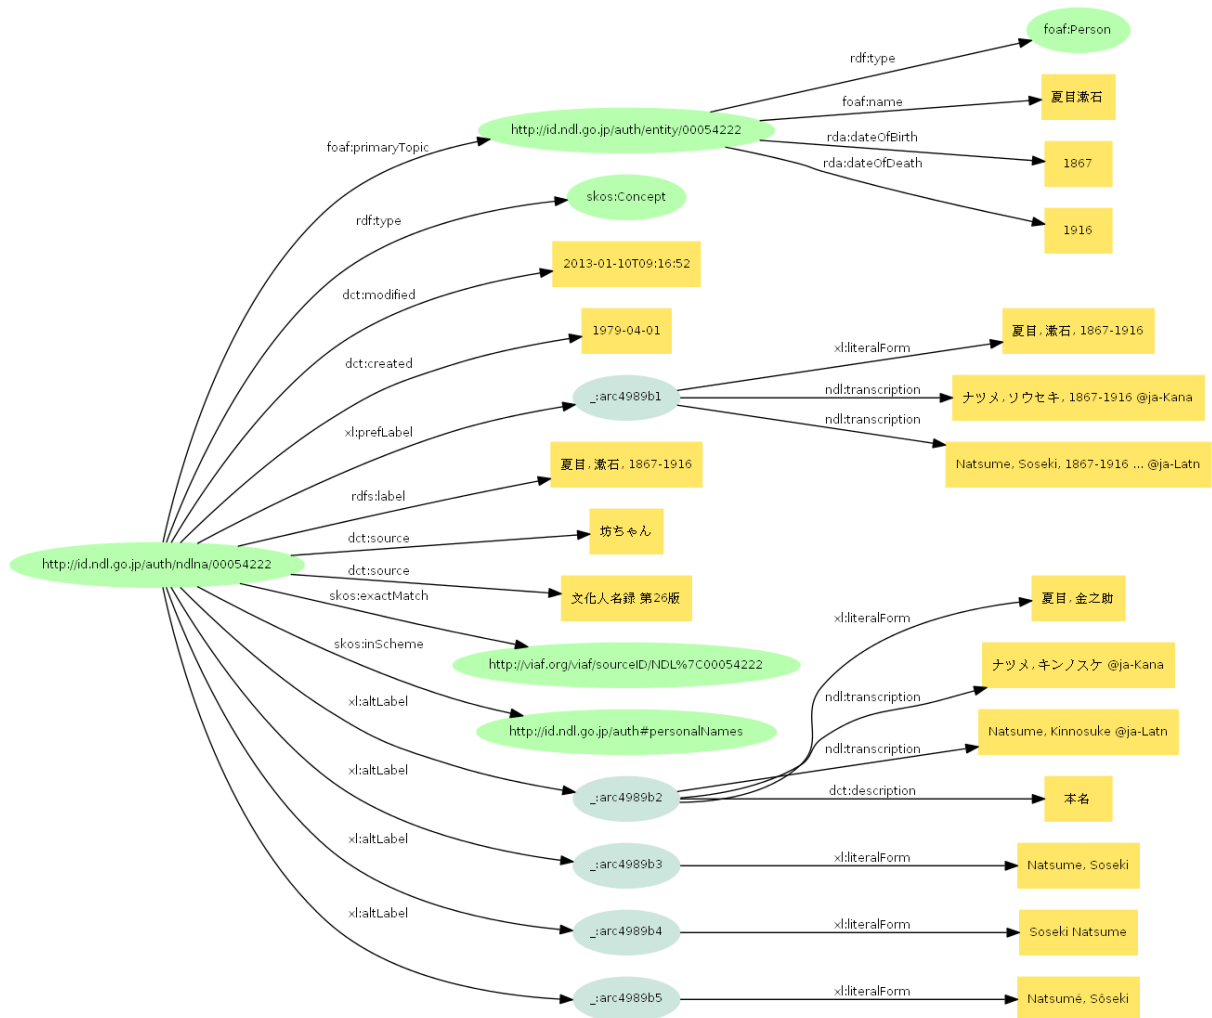 foaf:Person
rdf:type
foaf:name
夏目漱石
http://id.ndl.go.jp/auth/entity/00054222
rda:dateOfBirth
foaf:primaryTopic
rda:dateOfDeath
1867
skos:Concept
rdf:type
1916
2013-01-10T09:16:52
dct:modified
1979-04-01
夏目, 漱石, 1867-1916
xl:literalForm
dct:created
ndl:transcription
_:arc4989b1
ナツメ, ソウセキ, 1867-1916 @ja-Kana
ndl:transcription
xl:prefLabel
夏目, 漱石, 1867-1916
Natsume, Soseki, 1867-1916 ... @ja-Latn
rdfs:label
坊ちゃん
dct:source
http://id.ndl.go.jp/auth/ndlna/00054222
dct:source
skos:exactMatch
文化人名録 第26版
夏目, 金之助
xl:literalForm
skos:inScheme
http://viaf.org/viaf/sourceID/NDL%7C00054222
ナツメ, キンノスケ @ja-Kana
xl:altLabel
ndl:transcription
http://id.ndl.go.jp/auth#personalNames
Natsume, Kinnosuke @ja-Latn
ndl:transcription
xl:altLabel
dct:description
_:arc4989b2
本名
xl:altLabel
xl:literalForm
_:arc4989b3
Natsume, Soseki
xl:altLabel
xl:literalForm
_:arc4989b4
Soseki Natsume
xl:literalForm
_:arc4989b5
Natsumé, Sōseki